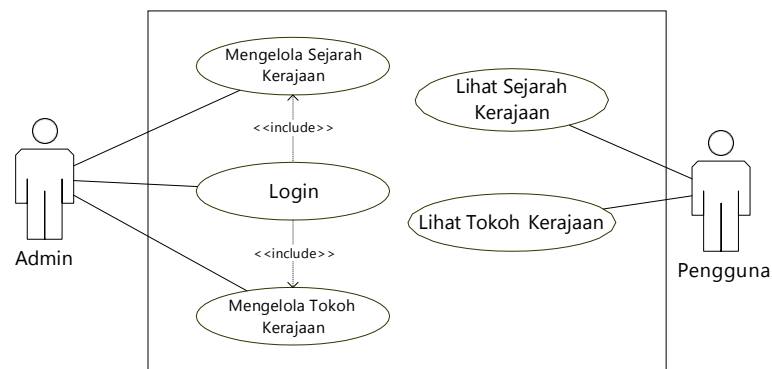 Mengelola Sejarah
Kerajaan
<<include>>
Login
<<include>>
Mengelola Tokoh
Kerajaan
Admin
Lihat Sejarah
Kerajaan
Lihat Tokoh Kerajaan
Pengguna